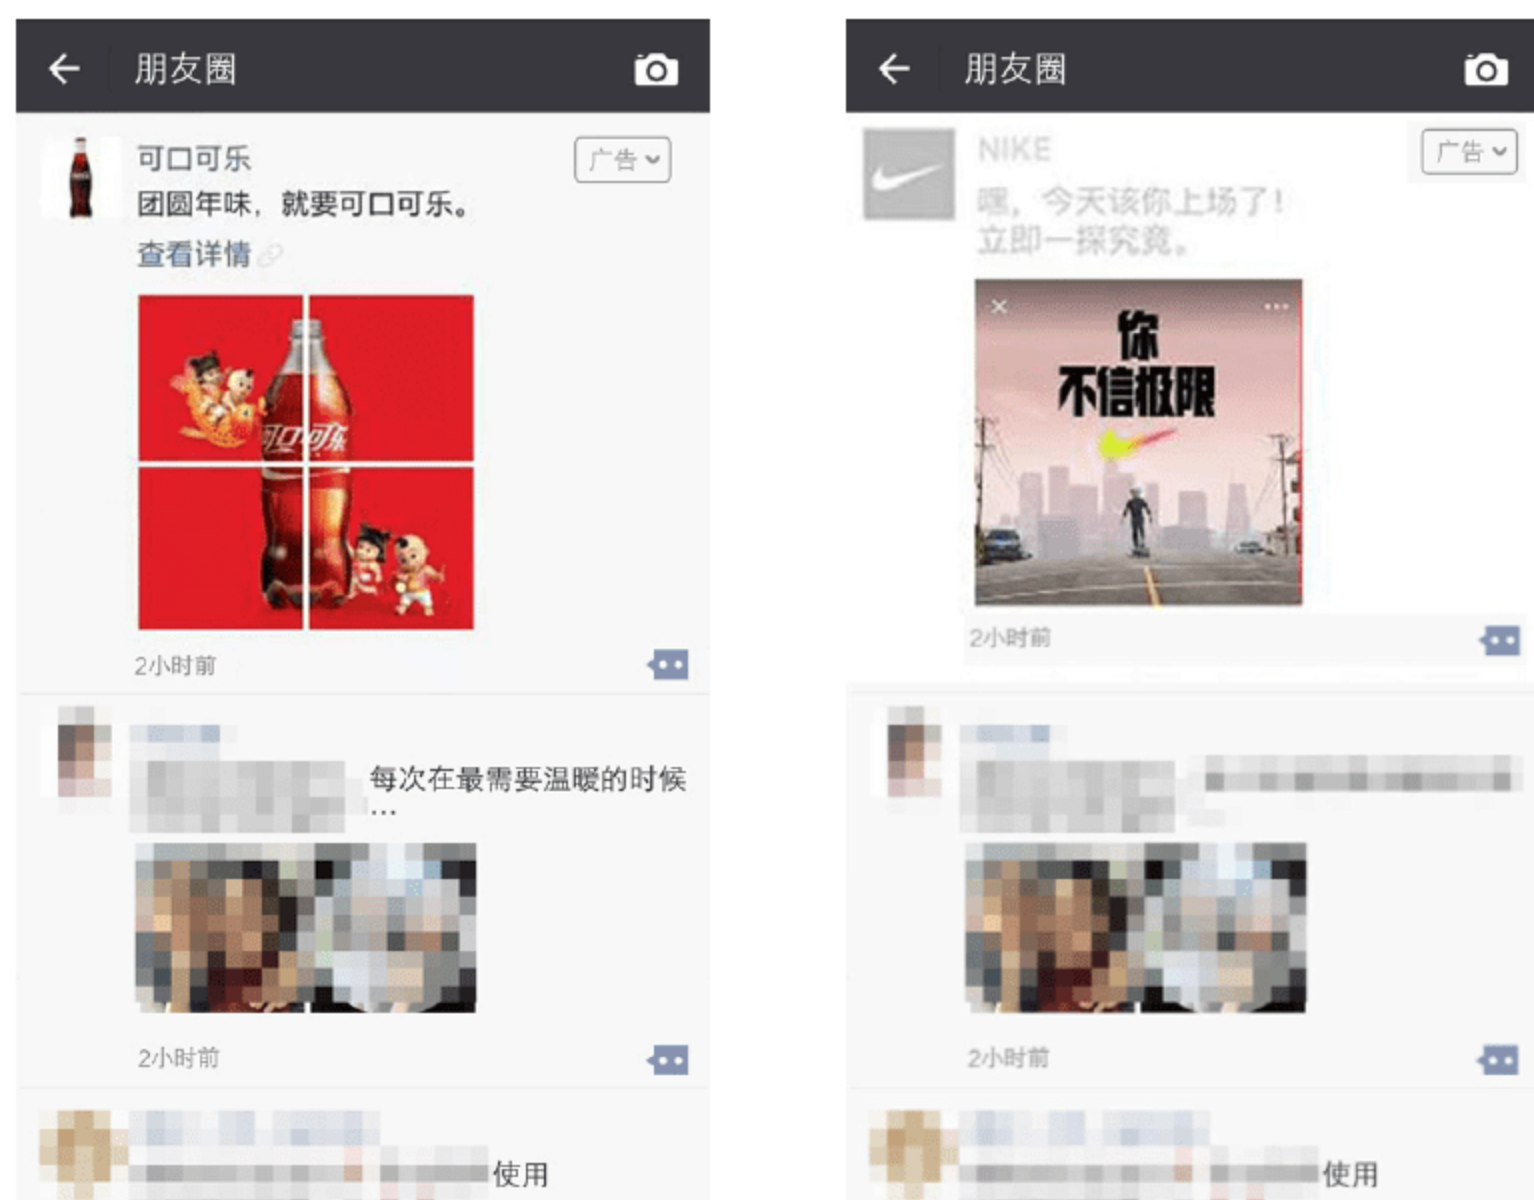 朋友圈
可口可乐
广告
团圆年味，就要可口可乐。
查看详情
可口可乐
2小时前
每次在最需要温暖的时候
...
2小时前
使用
朋友圈
NIKE
广告
嘿，今天该你上场了！
立即一探究竟。
你
不信极限
2小时前
2小时前
使用